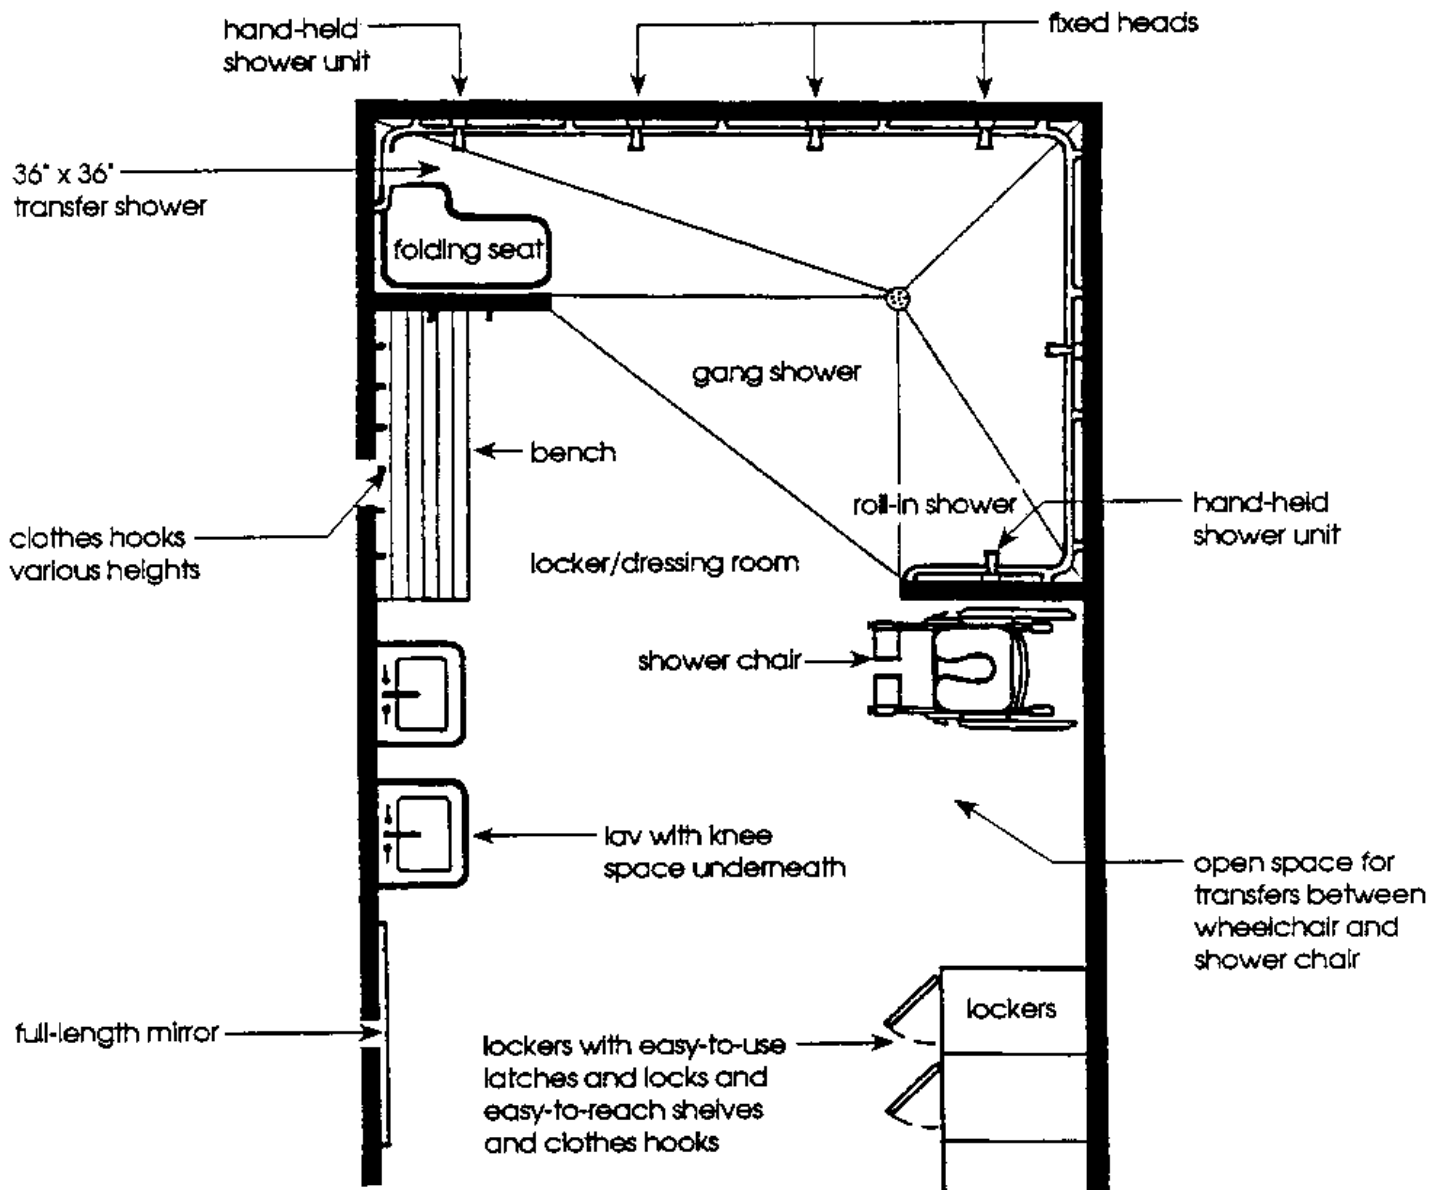 hand-held
shower unit
fixed heads
36" x 36"
transfer shower
folding seat
gang shower
bench
roll-in shower
hand-held
shower unit
clothes hooks
various heights
locker/dressing room
shower chair
lav with knee
space underneath
open space for
transfers between
wheelchair and
shower chair
full-length mirror
lockers
lockers with easy-to-use
latches and locks and
easy-to-reach shelves
and clothes hooks